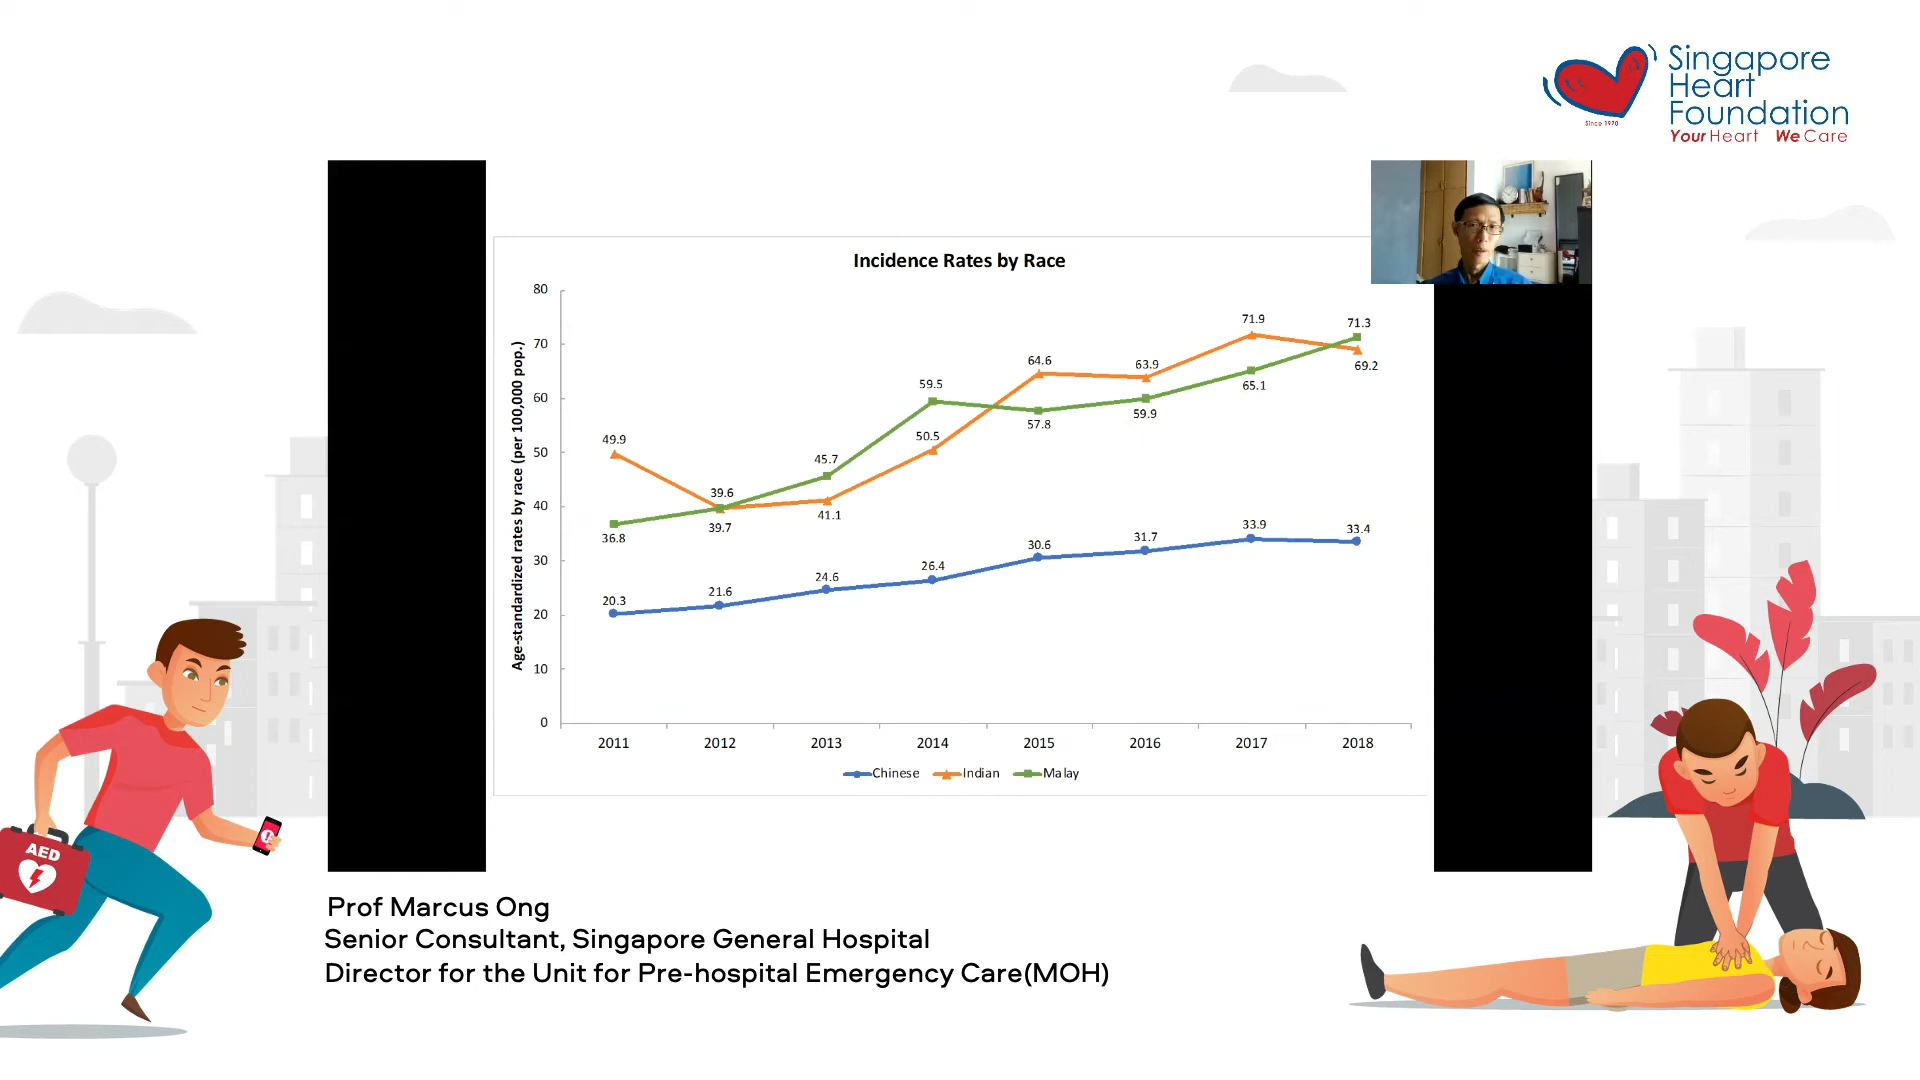 Singapore
Heart
Foundation
Since 1970
Your Heart We Care
Incidence Rates by Race
Age-standardized rates by race (per 100,000 pop.)
80
70
60
50
40
30
20
10
0
49.9
39.6
41.1
50.5
64.6
63.9
71.9
69.2
36.8
39.7
45.7
59.5
57.8
59.9
65.1
71.3
20.3
21.6
24.6
26.4
30.6
31.7
33.9
33.4
2011 2012 2013 2014 2015 2016 2017 2018
Chinese Indian Malay
AED
Prof Marcus Ong
Senior Consultant, Singapore General Hospital
Director for the Unit for Pre-hospital Emergency Care(MOH)